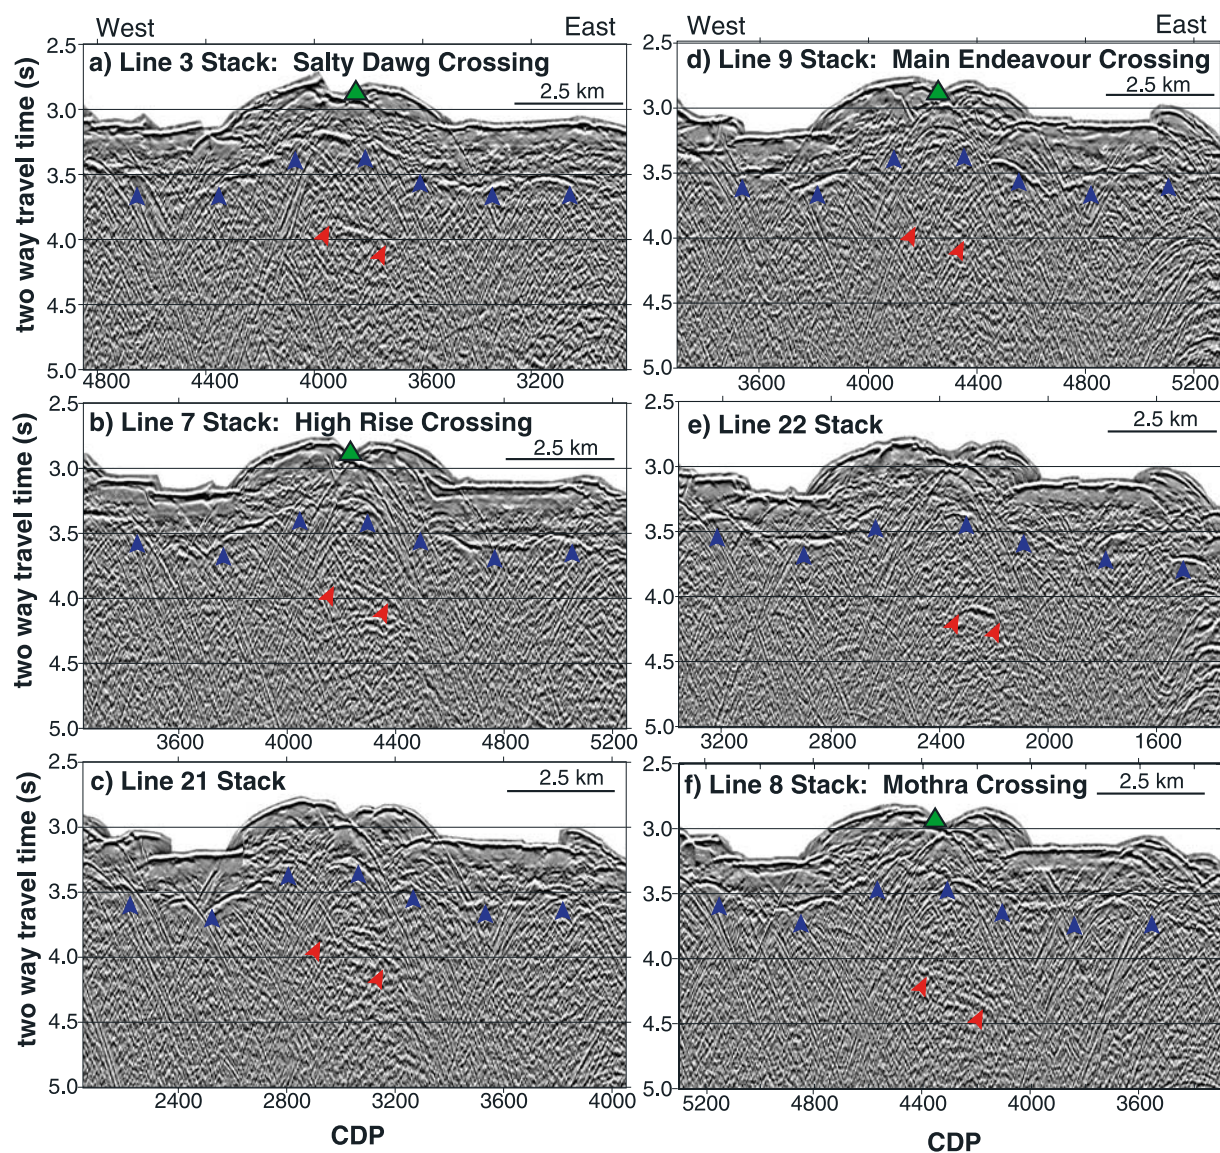 West East
a) Line 3 Stack: Salty Dawg Crossing
2.5 km
two way travel time (s)
2.5
3.0
3.5
4.0
4.5
5.0
4800 4400 4000 3600 3200
b) Line 7 Stack: High Rise Crossing
2.5 km
two way travel time (s)
2.5
3.0
3.5
4.0
4.5
5.0
3600 4000 4400 4800 5200
c) Line 21 Stack
2.5 km
two way travel time (s)
2.5
3.0
3.5
4.0
4.5
5.0
2400 2800 3200 3600 4000
CDP
West East
d) Line 9 Stack: Main Endeavour Crossing
2.5 km
2.5
3.0
3.5
4.0
4.5
5.0
3600 4000 4400 4800 5200
e) Line 22 Stack
2.5 km
2.5
3.0
3.5
4.0
4.5
5.0
3200 2800 2400 2000 1600
f) Line 8 Stack: Mothra Crossing
2.5 km
2.5
3.0
3.5
4.0
4.5
5.0
5200 4800 4400 4000 3600
CDP